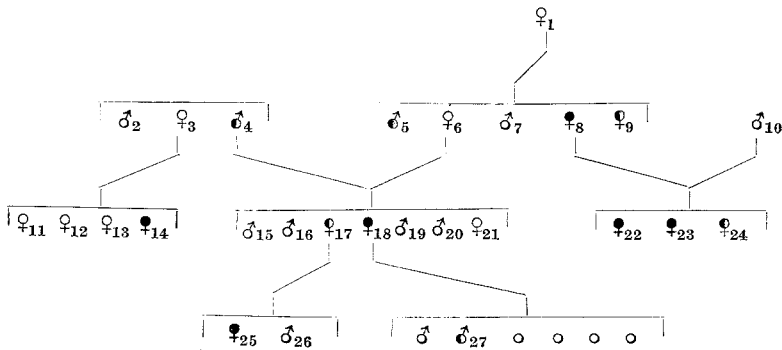 ♀1
♂2 ♀3 ♂4 ♂5 ♀6 ♂7 ♀8 ♀9 ♂10
♀11 ♀12 ♀13 ♀14 ♂15 ♂16 ♀17 ♀18 ♂19 ♂20 ♀21 ♀22 ♀23 ♀24
♀25 ♂26 ♂ ♂27